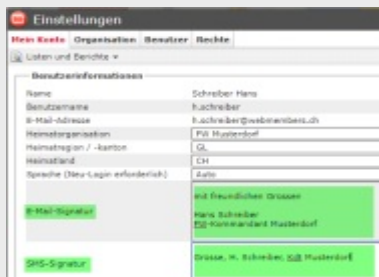 Einstellungen
Mein Konto Organisation Benutzer Rechte
Listen und Berichte
Benutzerinformationen
Name Schreiber Hans
Benutzername h.schreiber
E-Mail-Adresse h.schreiber@webmembers.ch
Heimatorganisation FW Musterdorf
Heimatregion / -kanton GL
Heimatland CH
Sprache (Neu-Login erforderlich) Auto
E-Mail-Signatur
mit freundlichen Grüssen
Hans Schreiber
FW-Kommandant Musterdorf
SMS-Signatur
Grüsse, H. Schreiber, Kdt Musterdorf